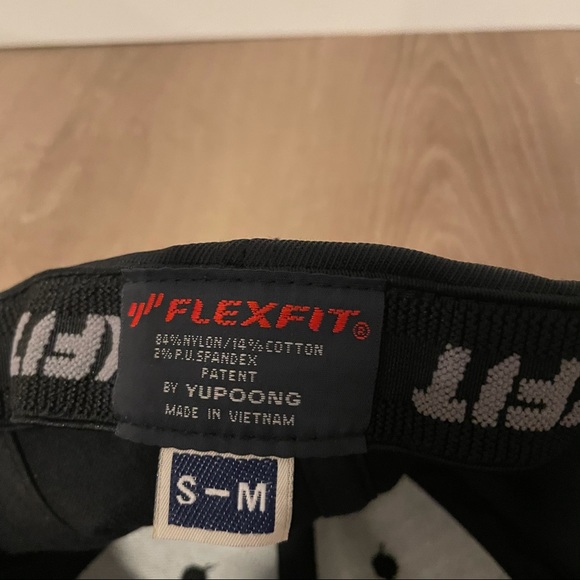 FLEXFIT®
84%NYLON/14%COTTON
2%P.U.SPANDEX
PATENT
BY YUPOONG
MADE IN VIETNAM
S-M